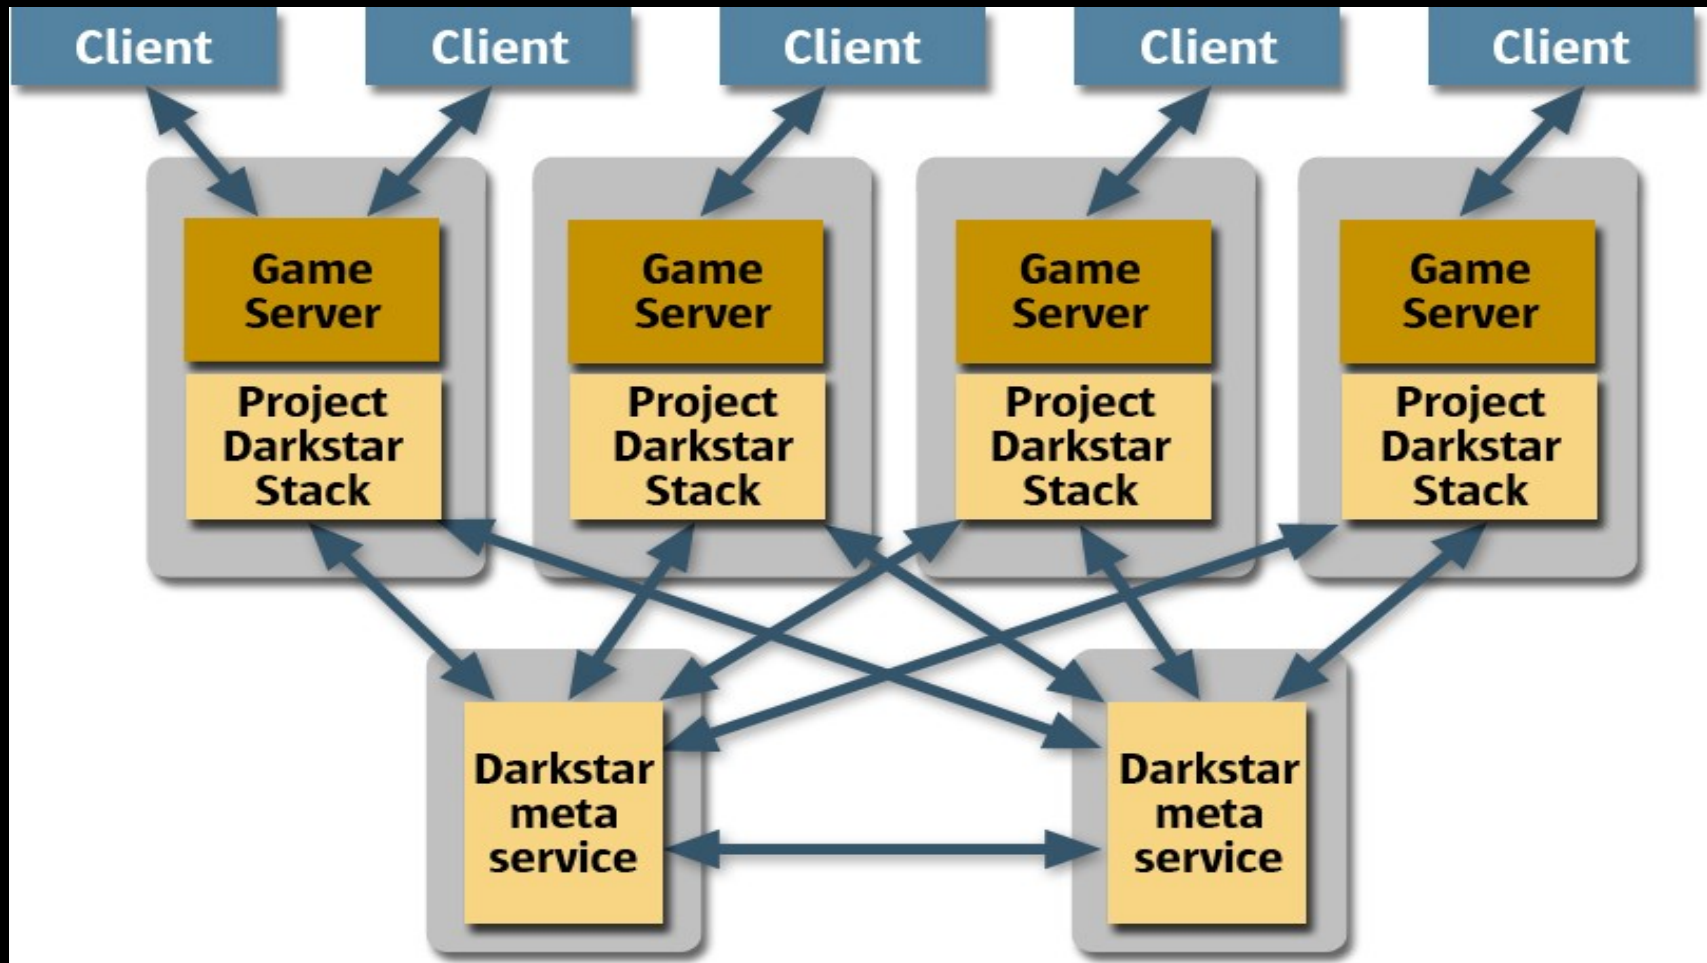 Client
Client
Client
Client
Client
Game
Server
Game
Server
Game
Server
Game
Server
Project
Darkstar
Stack
Project
Darkstar
Stack
Project
Darkstar
Stack
Project
Darkstar
Stack
Darkstar
meta
service
Darkstar
meta
service